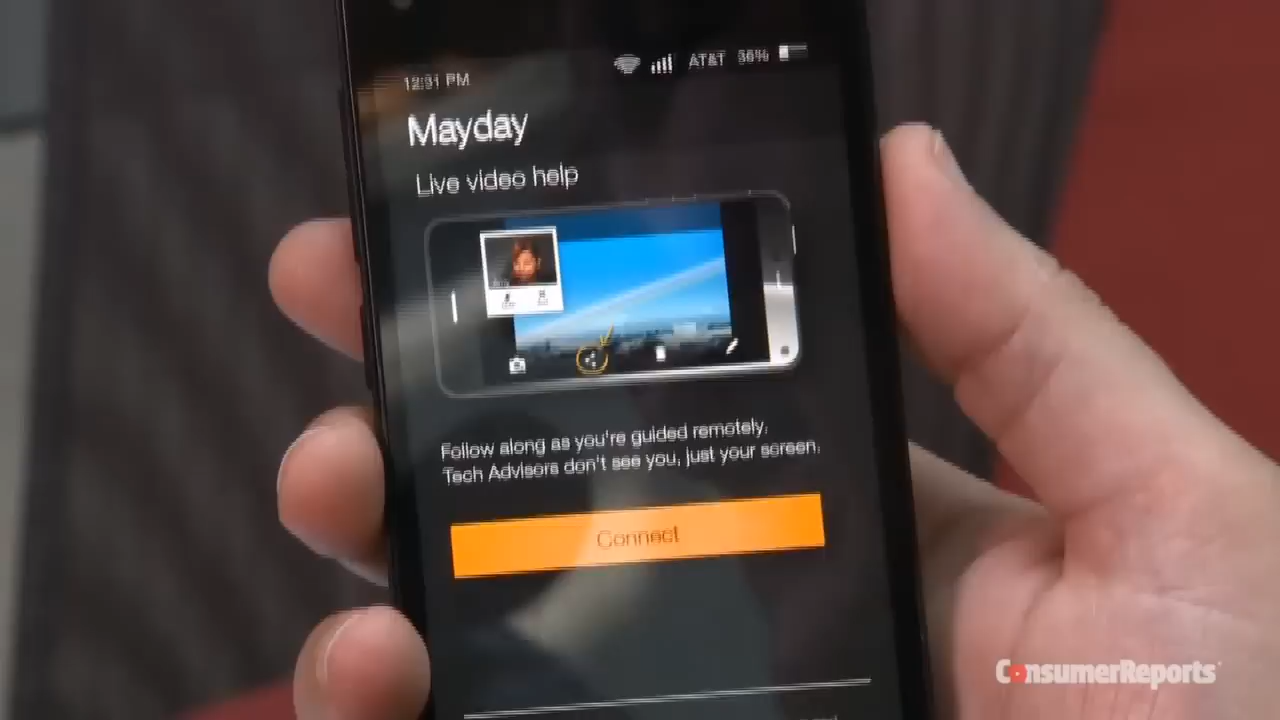 12:31 PM
AT&T 36%
Mayday
Live video help
Follow along as you're guided remotely.
Tech Advisors don't see you, just your screen.
Connect
ConsumerReports